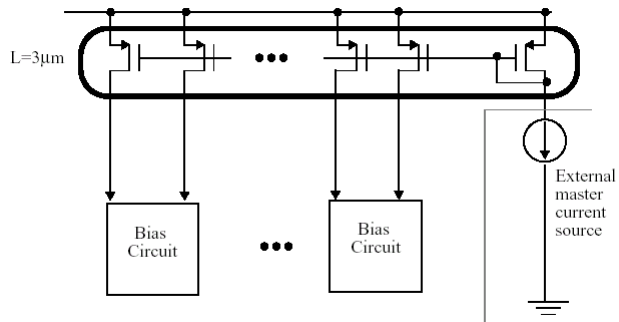 L=3μm
Bias
Circuit
Bias
Circuit
External
master
current
source